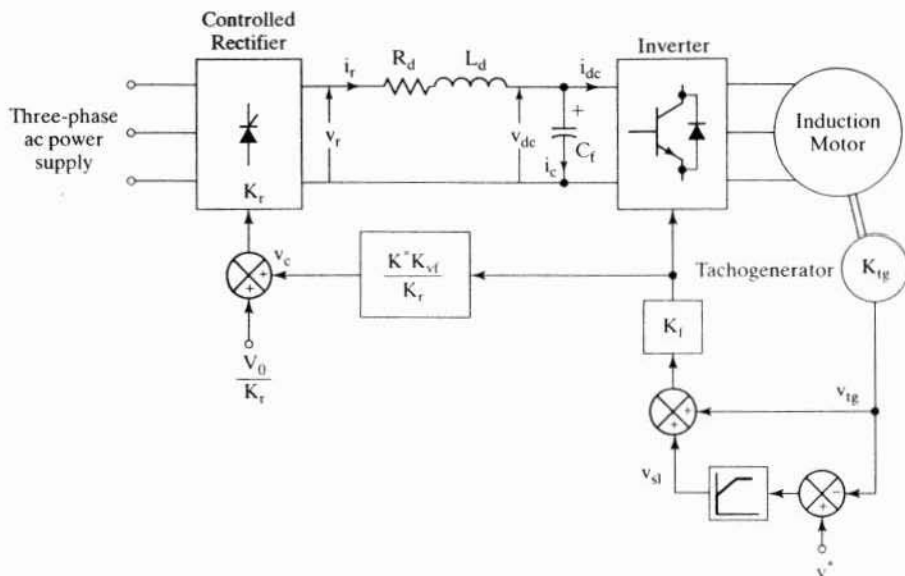 Controlled
Rectifier
Three-phase
ac power
supply
K_r
i_r
R_d
L_d
i_dc
v_r
v_dc
+
C_f
i_c
Inverter
Induction
Motor
v_c
+
+
K* K_vf
K_r
V_0
K_r
Tachogenerator
K_tg
K_f
v_tg
+
+
v_sl
−
+
v*